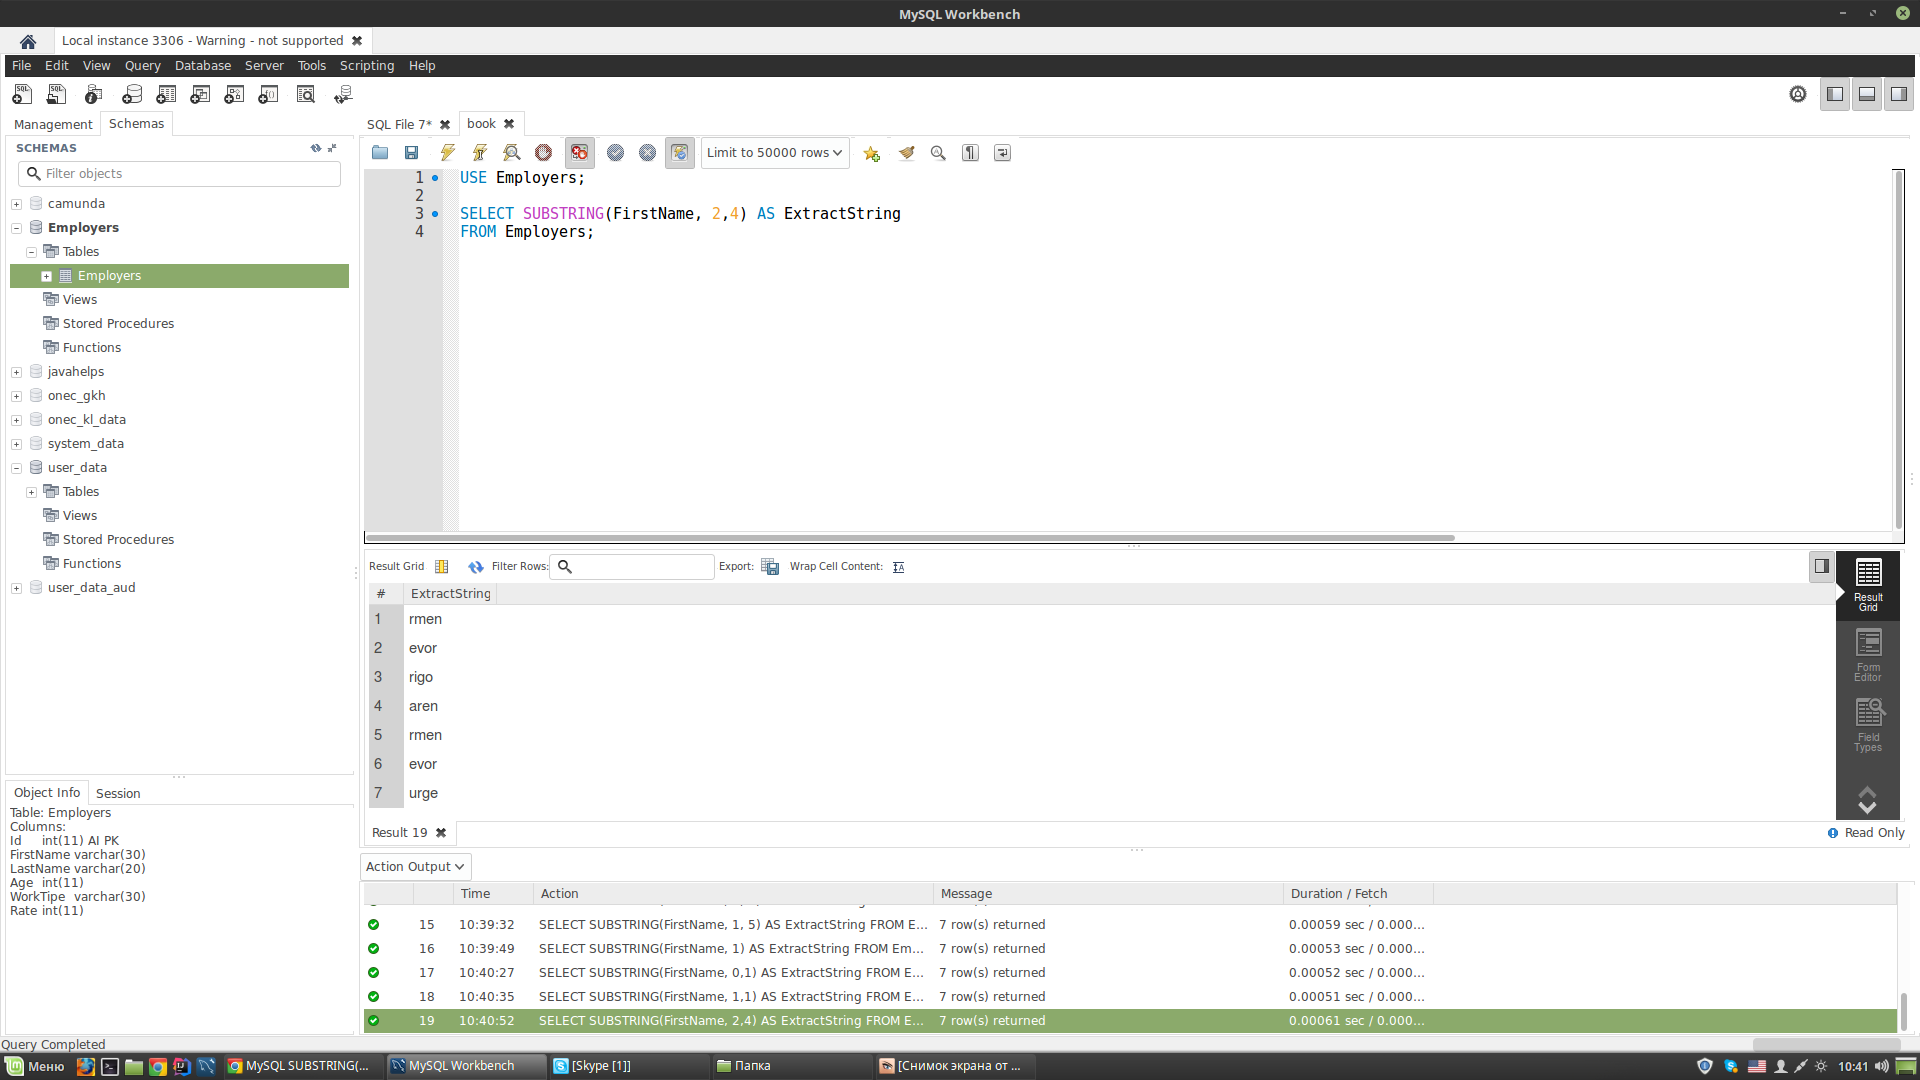 MySQL Workbench
Local instance 3306 - Warning - not supported
File Edit View Query Database Server Tools Scripting Help
Management Schemas
SCHEMAS
Filter objects
camunda
Employers
Tables
Employers
Views
Stored Procedures
Functions
javahelps
onec_gkh
onec_kl_data
system_data
user_data
Tables
Views
Stored Procedures
Functions
user_data_aud
Object Info Session
Table: Employers
Columns:
Id int(11) AI PK
FirstName varchar(30)
LastName varchar(20)
Age int(11)
WorkTipe varchar(30)
Rate int(11)
SQL File 7* book
Limit to 50000 rows
1 USE Employers;
2
3 SELECT SUBSTRING(FirstName, 2,4) AS ExtractString
4 FROM Employers;
Result Grid Filter Rows: Export: Wrap Cell Content:
# ExtractString
1 rmen
2 evor
3 rigo
4 aren
5 rmen
6 evor
7 urge
Result Grid
Form Editor
Field Types
Result 19 Read Only
Action Output
Time Action Message Duration / Fetch
15 10:39:32 SELECT SUBSTRING(FirstName, 1, 5) AS ExtractString FROM E... 7 row(s) returned 0.00059 sec / 0.000...
16 10:39:49 SELECT SUBSTRING(FirstName, 1) AS ExtractString FROM Em... 7 row(s) returned 0.00053 sec / 0.000...
17 10:40:27 SELECT SUBSTRING(FirstName, 0,1) AS ExtractString FROM E... 7 row(s) returned 0.00052 sec / 0.000...
18 10:40:35 SELECT SUBSTRING(FirstName, 1,1) AS ExtractString FROM E... 7 row(s) returned 0.00051 sec / 0.000...
19 10:40:52 SELECT SUBSTRING(FirstName, 2,4) AS ExtractString FROM E... 7 row(s) returned 0.00061 sec / 0.000...
Query Completed
Меню MySQL SUBSTRING(... MySQL Workbench [Skype [1]] Папка [Снимок экрана от ... 10:41